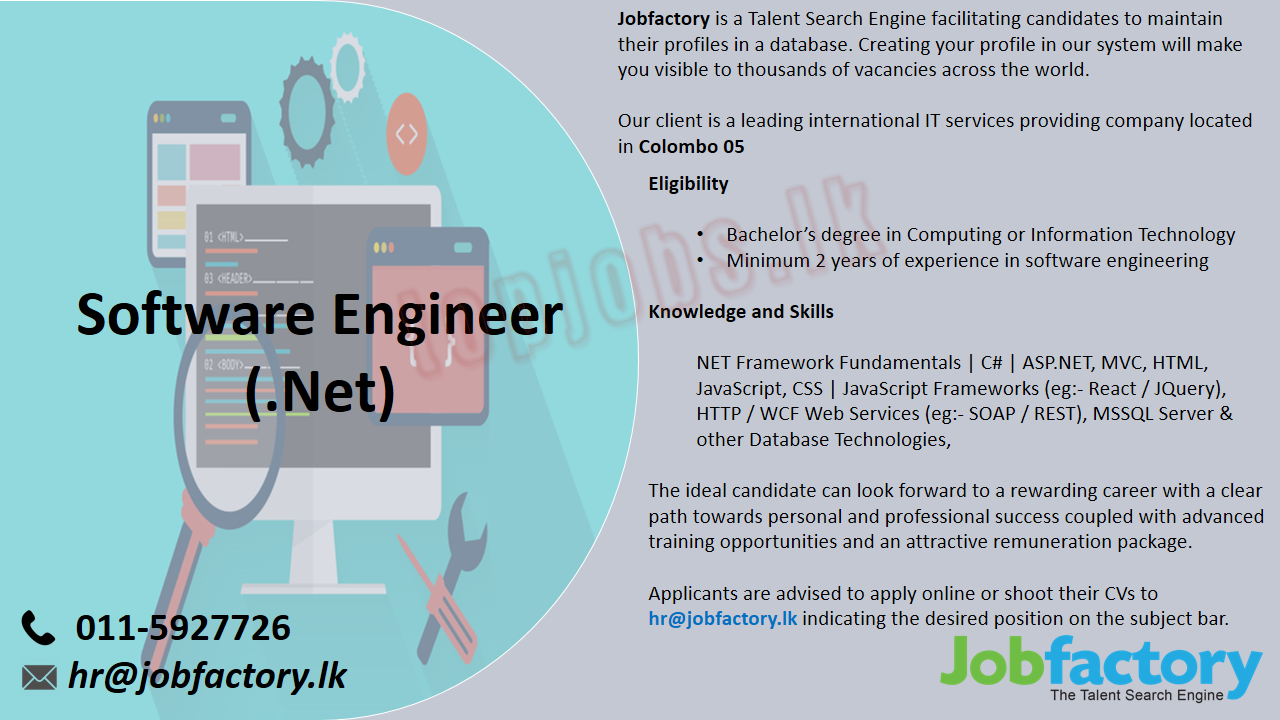 Jobfactory is a Talent Search Engine facilitating candidates to maintain
their profiles in a database. Creating your profile in our system will make
you visible to thousands of vacancies across the world.
Our client is a leading international IT services providing company located
in Colombo 05
Eligibility
• Bachelor’s degree in Computing or Information Technology
• Minimum 2 years of experience in software engineering
Knowledge and Skills
NET Framework Fundamentals | C# | ASP.NET, MVC, HTML,
JavaScript, CSS | JavaScript Frameworks (eg:- React / JQuery),
HTTP / WCF Web Services (eg:- SOAP / REST), MSSQL Server &
other Database Technologies,
The ideal candidate can look forward to a rewarding career with a clear
path towards personal and professional success coupled with advanced
training opportunities and an attractive remuneration package.
Applicants are advised to apply online or shoot their CVs to
hr@jobfactory.lk indicating the desired position on the subject bar.
Jobfactory
The Talent Search Engine
topjobs.lk
< >
01 <HTML>
03 <HEADER>
02 <BODY>
{ }
Software Engineer
(.Net)
011-5927726
hr@jobfactory.lk